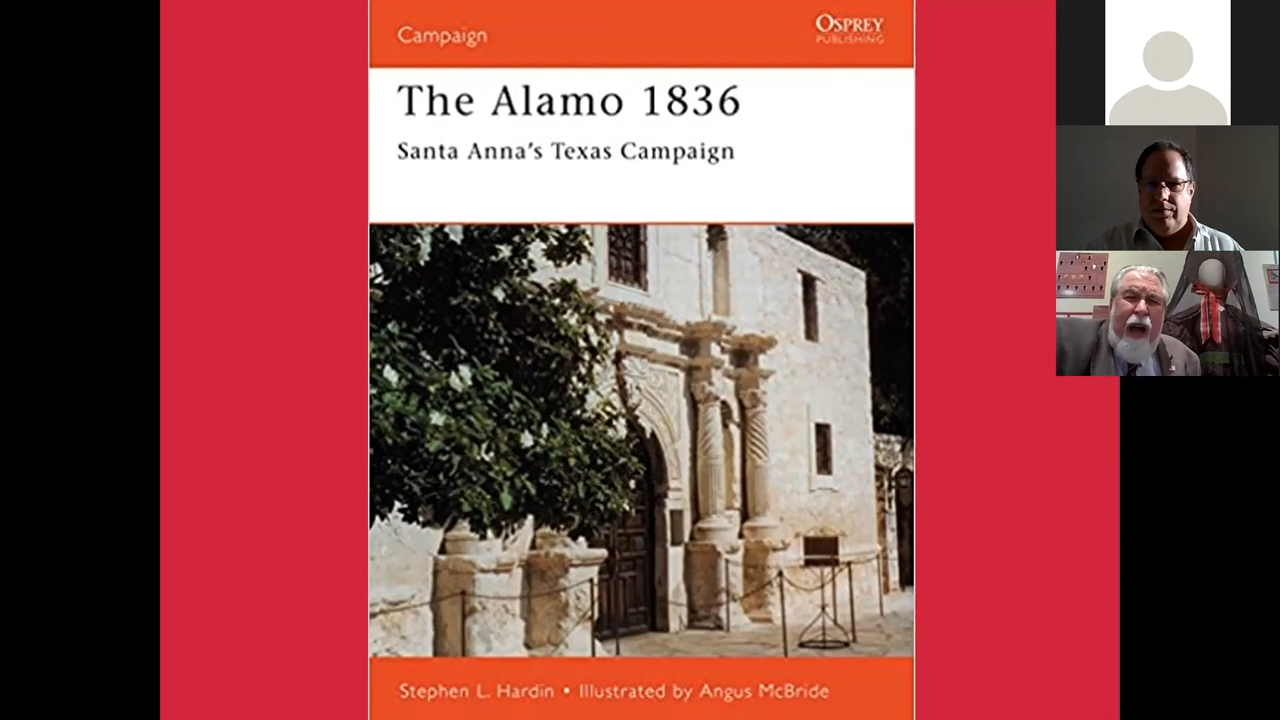 Campaign
OSPREY
PUBLISHING
The Alamo 1836
Santa Anna's Texas Campaign
Stephen L. Hardin • Illustrated by Angus McBride